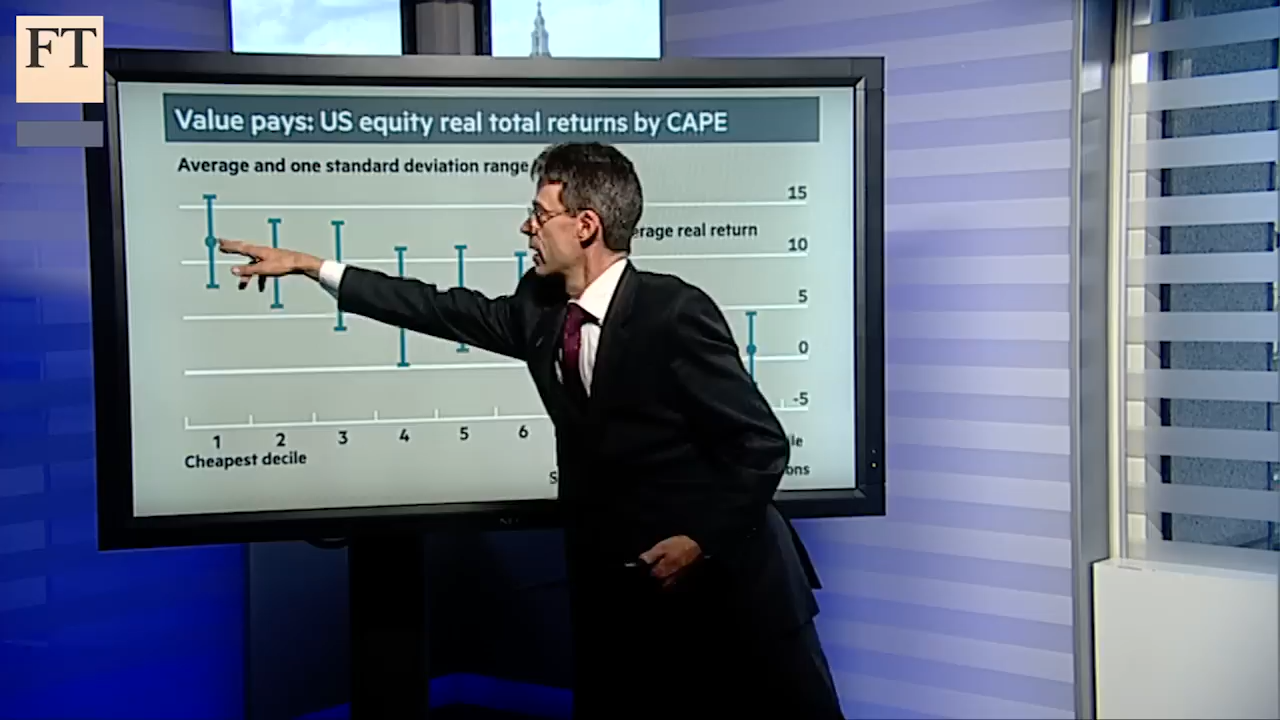 FT
Value pays: US equity real total returns by CAPE
Average and one standard deviation range
15
real return
10
5
0
-5
1 2 3 4 5 6
Cheapest decile